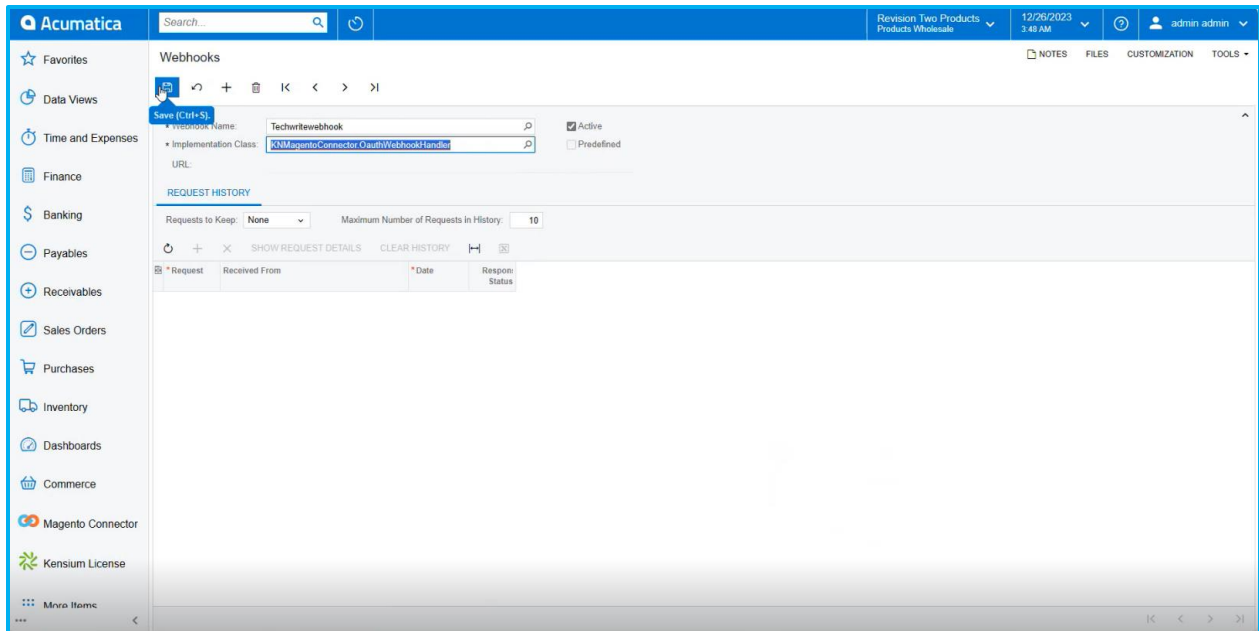 Acumatica
Search...
Revision Two Products
Products Wholesale
12/26/2023
3:48 AM
admin admin
Favorites
Data Views
Time and Expenses
Finance
Banking
Payables
Receivables
Sales Orders
Purchases
Inventory
Dashboards
Commerce
Magento Connector
Kensium License
More Items
Webhooks
NOTES FILES CUSTOMIZATION TOOLS
Save (Ctrl+S).
* Webhook Name: Techwritewebhook Active
* Implementation Class: KNMagentoConnector.OauthWebhookHandler Predefined
URL:
REQUEST HISTORY
Requests to Keep: None Maximum Number of Requests in History: 10
SHOW REQUEST DETAILS CLEAR HISTORY
* Request Received From * Date Respon:
Status